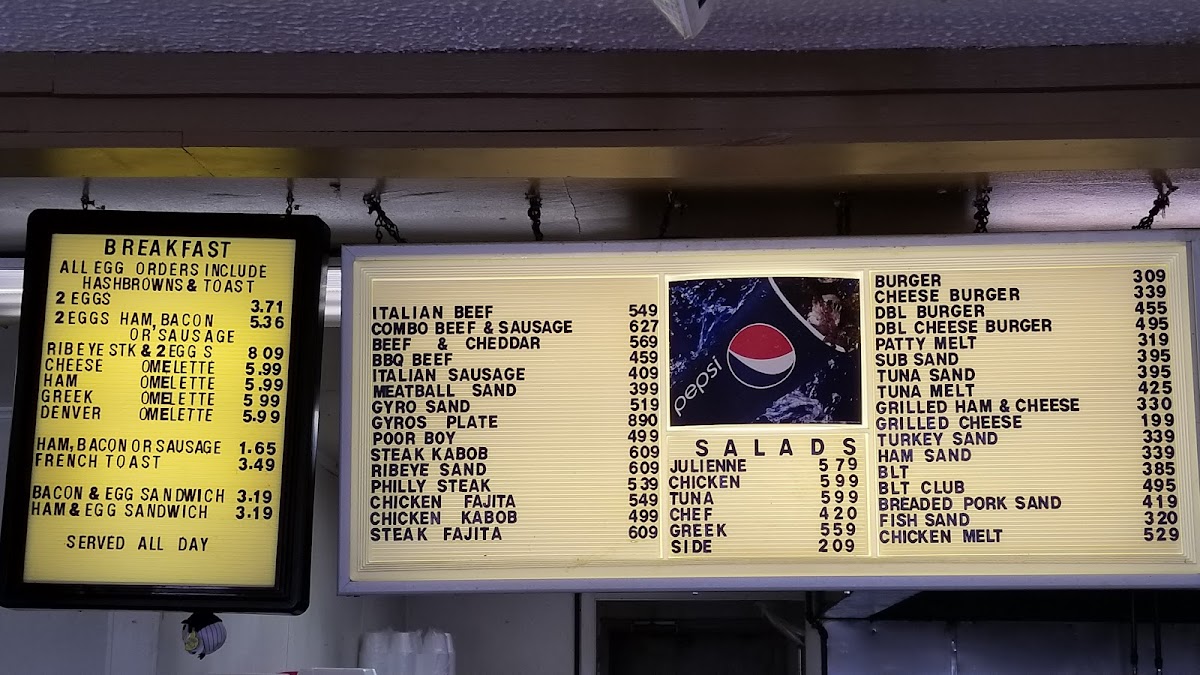 BREAKFAST
ALL EGG ORDERS INCLUDE
HASHBROWNS & TOAST
2 EGGS 3.71
2 EGGS HAM, BACON 5.36
OR SAUSAGE
RIBEYE STK & 2 EGGS 8 09
CHEESE OMELETTE 5.99
HAM OMELETTE 5.99
GREEK OMELETTE 5 99
DENVER OMELETTE 5.99
HAM, BACON OR SAUSAGE 1.65
FRENCH TOAST 3.49
BACON & EGG SANDWICH 3.19
HAM & EGG SANDWICH 3.19
SERVED ALL DAY
ITALIAN BEEF 549
COMBO BEEF & SAUSAGE 627
BEEF & CHEDDAR 569
BBQ BEEF 459
ITALIAN SAUSAGE 409
MEATBALL SAND 399
GYRO SAND 519
GYROS PLATE 890
POOR BOY 499
STEAK KABOB 609
RIBEYE SAND 609
PHILLY STEAK 539
CHICKEN FAJITA 549
CHICKEN KABOB 499
STEAK FAJITA 609
pepsi
SALADS
JULIENNE 579
CHICKEN 599
TUNA 599
CHEF 420
GREEK 559
SIDE 209
BURGER 309
CHEESE BURGER 339
DBL BURGER 455
DBL CHEESE BURGER 495
PATTY MELT 319
SUB SAND 395
TUNA SAND 395
TUNA MELT 425
GRILLED HAM & CHEESE 330
GRILLED CHEESE 199
TURKEY SAND 339
HAM SAND 339
BLT 385
BLT CLUB 495
BREADED PORK SAND 419
FISH SAND 320
CHICKEN MELT 529